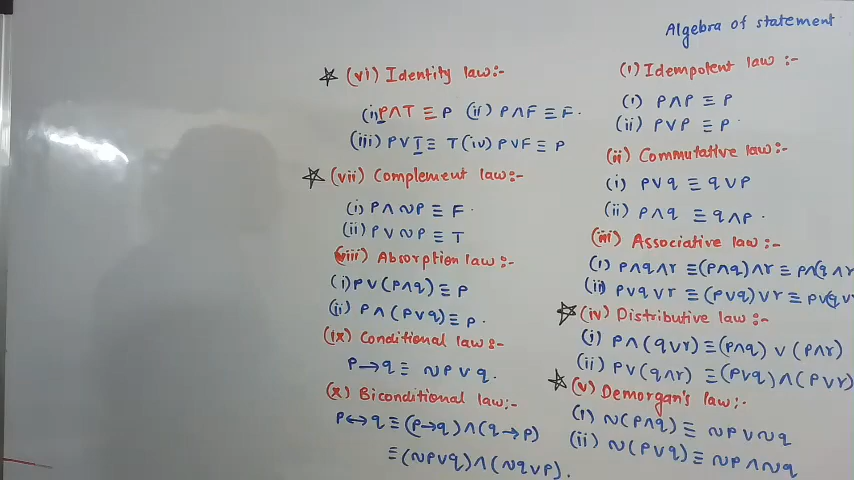 Algebra of statement
(i) Idempotent law :-
(i) P∧P ≡ P
(ii) P∨P ≡ P.
(ii) Commutative law :-
(i) P∨q ≡ q∨P
(ii) P∧q ≡ q∧P.
(iii) Associative law :-
(i) P∧q∧r ≡ (P∧q)∧r ≡ P∧(q∧r
(ii) P∨q∨r ≡ (P∨q)∨r ≡ P∨(q∨r
☆ (iv) Distributive law :-
(i) P∧(q∨r) ≡ (P∧q) ∨ (P∧r)
(ii) P∨(q∧r) ≡ (P∨q)∧(P∨r)
☆ (v) Demorgan's law :-
(i) ~(P∧q) ≡ ~P∨~q
(ii) ~(P∨q) ≡ ~P∧~q
☆ (vi) Identity law :-
(i) P∧T ≡ P (ii) P∧F ≡ F.
(iii) P∨T ≡ T (iv) P∨F ≡ P
☆ (vii) Complement law :-
(i) P∧~P ≡ F.
(ii) P∨~P ≡ T
(viii) Absorption law :-
(i) P∨(P∧q) ≡ P
(ii) P∧(P∨q) ≡ P.
(ix) Conditional law :-
P→q ≡ ~P∨q.
(x) Biconditional law :-
P↔q ≡ (P→q)∧(q→P)
≡ (~P∨q)∧(~q∨P).